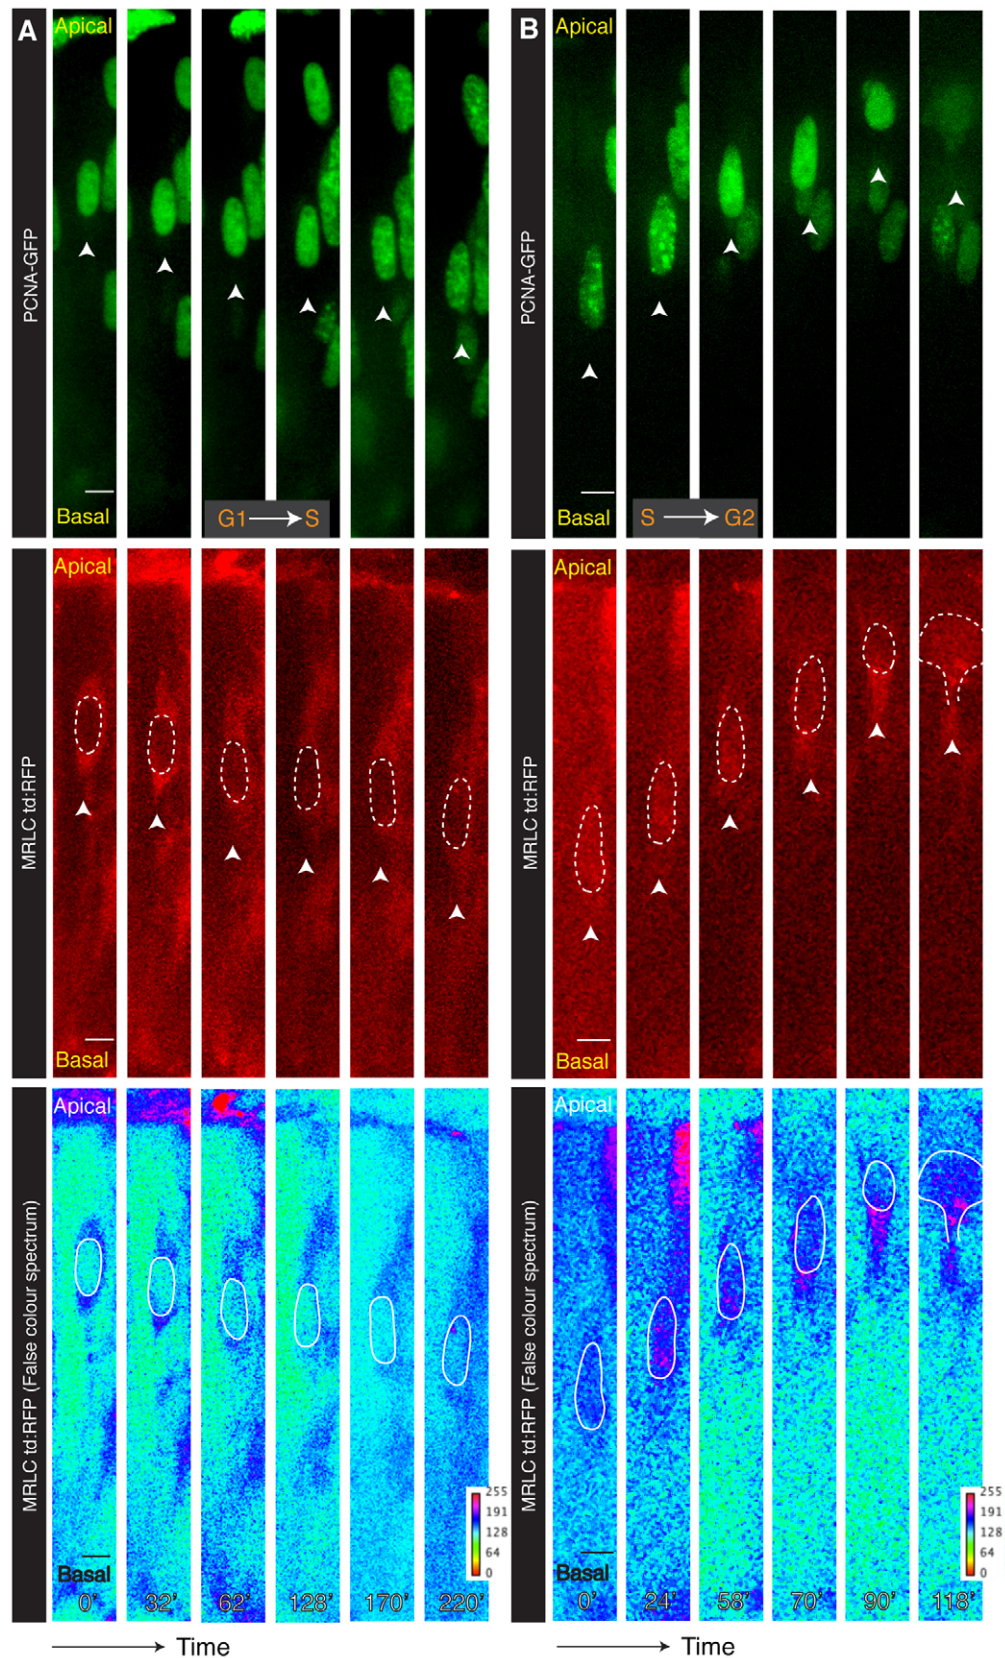 A
B
Apical
Apical
PCNA-GFP
PCNA-GFP
G1 S
S G2
Basal
Basal
Apical
Apical
MRLC td:RFP
MRLC td:RFP
Basal
Basal
Apical
Apical
MRLC td:RFP (False colour spectrum)
MRLC td:RFP (False colour spectrum)
255
191
128
64
0
255
191
128
64
0
Basal
Basal
0' 32' 62' 128' 170' 220'
0' 24' 58' 70' 90' 118'
Time
Time